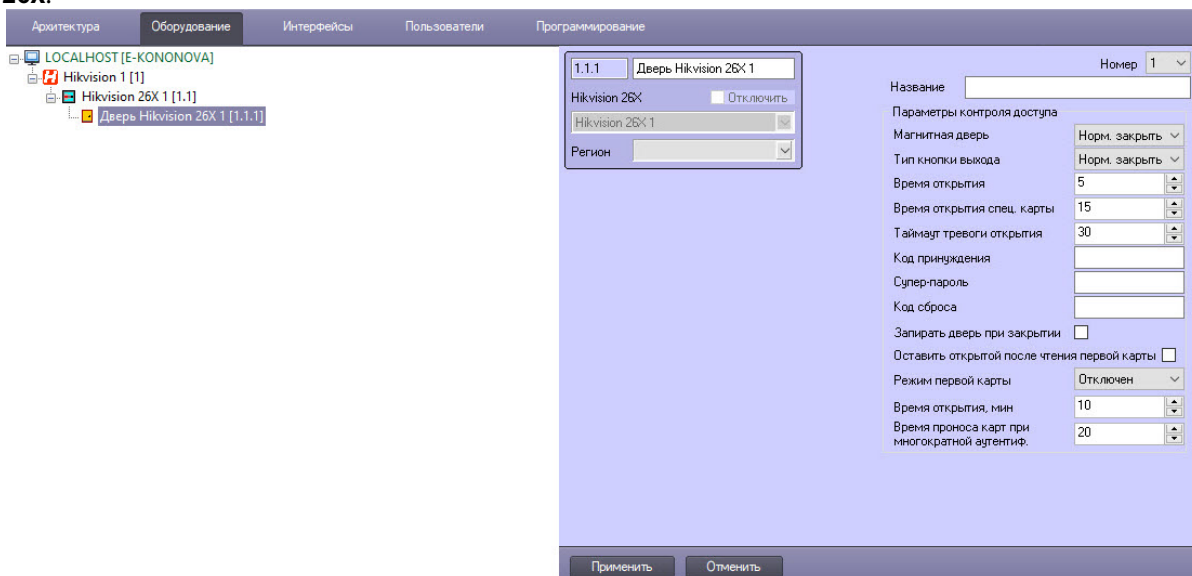 26X.
Архитектура Оборудование Интерфейсы Пользователи Программирование
LOCALHOST [E-KONONOVA]
Hikvision 1 [1]
Hikvision 26X 1 [1.1]
Дверь Hikvision 26X 1 [1.1.1]
1.1.1 Дверь Hikvision 26X 1
Hikvision 26X Отключить
Hikvision 26X 1
Регион
Номер 1
Название
Параметры контроля доступа
Магнитная дверь Норм. закрыть
Тип кнопки выхода Норм. закрыть
Время открытия 5
Время открытия спец. карты 15
Таймаут тревоги открытия 30
Код принуждения
Супер-пароль
Код сброса
Запирать дверь при закрытии
Оставить открытой после чтения первой карты
Режим первой карты Отключен
Время открытия, мин 10
Время проноса карт при
многократной аутентиф. 20
Применить Отменить